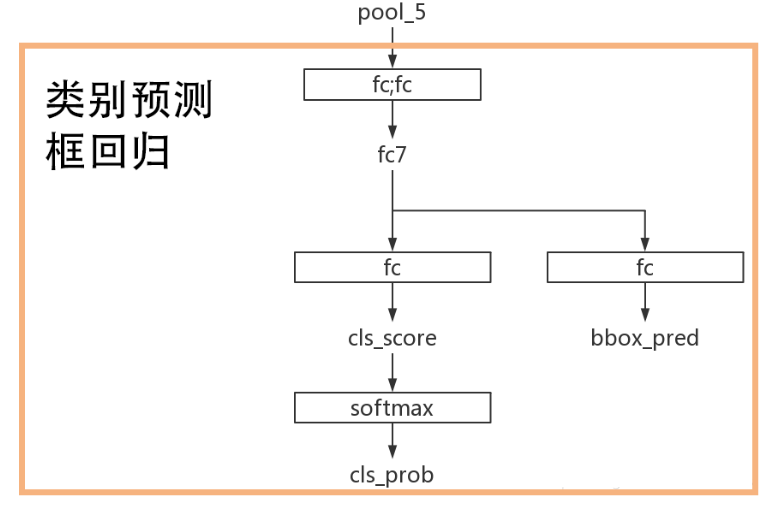 pool_5
类别预测
框回归
fc;fc
fc7
fc
fc
cls_score
bbox_pred
softmax
cls_prob